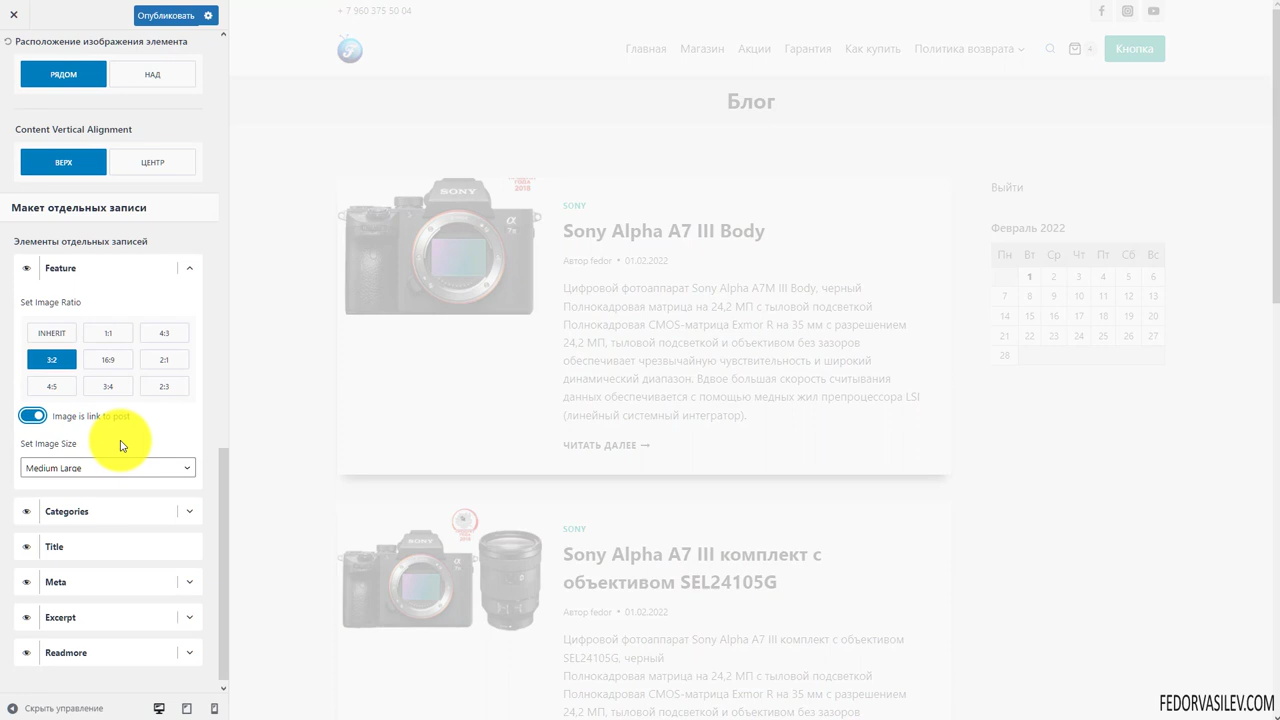 Опубликовать
Расположение изображения элемента
РЯДОМ
НАД
Content Vertical Alignment
ВЕРХ
ЦЕНТР
Макет отдельных записи
Элементы отдельных записей
Feature
Set Image Ratio
INHERIT 1:1 4:3
3:2 16:9 2:1
4:5 3:4 2:3
Image is link to post
Set Image Size
Medium Large
Categories
Title
Meta
Excerpt
Readmore
Скрыть управление
+ 7 960 375 50 04
Главная Магазин Акции Гарантия Как купить Политика возврата 4 Кнопка
Блог
SONY
ГОДА
2018
SONY
Sony Alpha A7 III Body
Автор fedor • 01.02.2022
Цифровой фотоаппарат Sony Alpha A7M III Body, черный
Полнокадровая матрица на 24,2 МП с тыловой подсветкой
Полнокадровая CMOS-матрица Exmor R на 35 мм с разрешением
24,2 МП, тыловой подсветкой и объективом без зазоров
обеспечивает чрезвычайную чувствительность и широкий
динамический диапазон. Вдвое большая скорость считывания
данных обеспечивается с помощью медных жил препроцессора LSI
(линейный системный интегратор).
ЧИТАТЬ ДАЛЕЕ →
SONY
SONY
Sony Alpha A7 III комплект с
объективом SEL24105G
Автор fedor • 01.02.2022
Цифровой фотоаппарат Sony Alpha A7 III комплект с объективом
SEL24105G, черный
Полнокадровая матрица на 24,2 МП с тыловой подсветкой
Полнокадровая CMOS-матрица Exmor R на 35 мм с разрешением
24,2 МП, тыловой подсветкой и объективом без зазоров
Выйти
Февраль 2022
Пн Вт Ср Чт Пт Сб Вс
1 2 3 4 5 6
7 8 9 10 11 12 13
14 15 16 17 18 19 20
21 22 23 24 25 26 27
28
FEDORVASILEV.COM